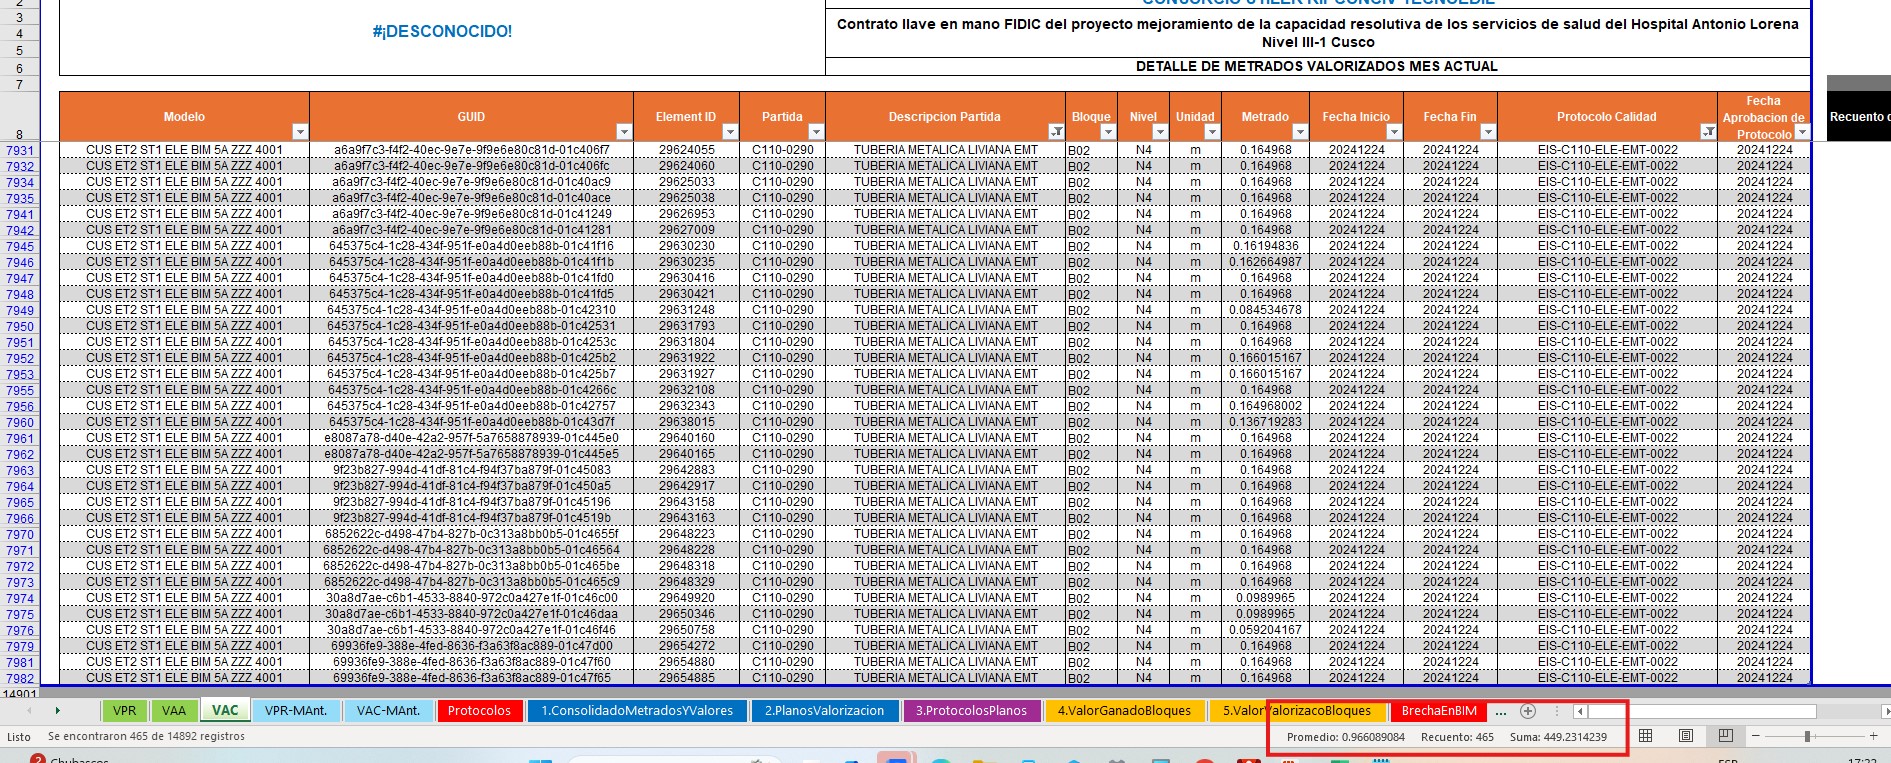 2
3
4
5
6
7
#¡DESCONOCIDO!
Contrato llave en mano FIDIC del proyecto mejoramiento de la capacidad resolutiva de los servicios de salud del Hospital Antonio Lorena
Nivel III-1 Cusco
DETALLE DE METRADOS VALORIZADOS MES ACTUAL
8 Modelo GUID Element ID Partida Descripcion Partida Bloque Nivel Unidad Metrado Fecha Inicio Fecha Fin Protocolo Calidad Fecha Aprobacion de Protocolo Recuento
7931 CUS ET2 ST1 ELE BIM 5A ZZZ 4001 a6a9f7c3-f4f2-40ec-9e7e-9f9e6e80c81d-01c406f7 29624055 C110-0290 TUBERIA METALICA LIVIANA EMT B02 N4 m 0.164968 20241224 20241224 EIS-C110-ELE-EMT-0022 20241224
7932 CUS ET2 ST1 ELE BIM 5A ZZZ 4001 a6a9f7c3-f4f2-40ec-9e7e-9f9e6e80c81d-01c406fc 29624060 C110-0290 TUBERIA METALICA LIVIANA EMT B02 N4 m 0.164968 20241224 20241224 EIS-C110-ELE-EMT-0022 20241224
7934 CUS ET2 ST1 ELE BIM 5A ZZZ 4001 a6a9f7c3-f4f2-40ec-9e7e-9f9e6e80c81d-01c40ac9 29625033 C110-0290 TUBERIA METALICA LIVIANA EMT B02 N4 m 0.164968 20241224 20241224 EIS-C110-ELE-EMT-0022 20241224
7935 CUS ET2 ST1 ELE BIM 5A ZZZ 4001 a6a9f7c3-f4f2-40ec-9e7e-9f9e6e80c81d-01c40ace 29625038 C110-0290 TUBERIA METALICA LIVIANA EMT B02 N4 m 0.164968 20241224 20241224 EIS-C110-ELE-EMT-0022 20241224
7941 CUS ET2 ST1 ELE BIM 5A ZZZ 4001 a6a9f7c3-f4f2-40ec-9e7e-9f9e6e80c81d-01c41249 29626953 C110-0290 TUBERIA METALICA LIVIANA EMT B02 N4 m 0.164968 20241224 20241224 EIS-C110-ELE-EMT-0022 20241224
7942 CUS ET2 ST1 ELE BIM 5A ZZZ 4001 a6a9f7c3-f4f2-40ec-9e7e-9f9e6e80c81d-01c41281 29627009 C110-0290 TUBERIA METALICA LIVIANA EMT B02 N4 m 0.164968 20241224 20241224 EIS-C110-ELE-EMT-0022 20241224
7945 CUS ET2 ST1 ELE BIM 5A ZZZ 4001 645375c4-1c28-434f-951f-e0a4d0eeb88b-01c41f16 29630230 C110-0290 TUBERIA METALICA LIVIANA EMT B02 N4 m 0.16194836 20241224 20241224 EIS-C110-ELE-EMT-0022 20241224
7946 CUS ET2 ST1 ELE BIM 5A ZZZ 4001 645375c4-1c28-434f-951f-e0a4d0eeb88b-01c41f1b 29630235 C110-0290 TUBERIA METALICA LIVIANA EMT B02 N4 m 0.162664987 20241224 20241224 EIS-C110-ELE-EMT-0022 20241224
7947 CUS ET2 ST1 ELE BIM 5A ZZZ 4001 645375c4-1c28-434f-951f-e0a4d0eeb88b-01c41fd0 29630416 C110-0290 TUBERIA METALICA LIVIANA EMT B02 N4 m 0.164968 20241224 20241224 EIS-C110-ELE-EMT-0022 20241224
7948 CUS ET2 ST1 ELE BIM 5A ZZZ 4001 645375c4-1c28-434f-951f-e0a4d0eeb88b-01c41fd5 29630421 C110-0290 TUBERIA METALICA LIVIANA EMT B02 N4 m 0.164968 20241224 20241224 EIS-C110-ELE-EMT-0022 20241224
7949 CUS ET2 ST1 ELE BIM 5A ZZZ 4001 645375c4-1c28-434f-951f-e0a4d0eeb88b-01c42310 29631248 C110-0290 TUBERIA METALICA LIVIANA EMT B02 N4 m 0.084534678 20241224 20241224 EIS-C110-ELE-EMT-0022 20241224
7950 CUS ET2 ST1 ELE BIM 5A ZZZ 4001 645375c4-1c28-434f-951f-e0a4d0eeb88b-01c42531 29631793 C110-0290 TUBERIA METALICA LIVIANA EMT B02 N4 m 0.164968 20241224 20241224 EIS-C110-ELE-EMT-0022 20241224
7951 CUS ET2 ST1 ELE BIM 5A ZZZ 4001 645375c4-1c28-434f-951f-e0a4d0eeb88b-01c4253c 29631804 C110-0290 TUBERIA METALICA LIVIANA EMT B02 N4 m 0.164968 20241224 20241224 EIS-C110-ELE-EMT-0022 20241224
7952 CUS ET2 ST1 ELE BIM 5A ZZZ 4001 645375c4-1c28-434f-951f-e0a4d0eeb88b-01c425b2 29631922 C110-0290 TUBERIA METALICA LIVIANA EMT B02 N4 m 0.166015167 20241224 20241224 EIS-C110-ELE-EMT-0022 20241224
7953 CUS ET2 ST1 ELE BIM 5A ZZZ 4001 645375c4-1c28-434f-951f-e0a4d0eeb88b-01c425b7 29631927 C110-0290 TUBERIA METALICA LIVIANA EMT B02 N4 m 0.166015167 20241224 20241224 EIS-C110-ELE-EMT-0022 20241224
7955 CUS ET2 ST1 ELE BIM 5A ZZZ 4001 645375c4-1c28-434f-951f-e0a4d0eeb88b-01c4266c 29632108 C110-0290 TUBERIA METALICA LIVIANA EMT B02 N4 m 0.164968 20241224 20241224 EIS-C110-ELE-EMT-0022 20241224
7956 CUS ET2 ST1 ELE BIM 5A ZZZ 4001 645375c4-1c28-434f-951f-e0a4d0eeb88b-01c42757 29632343 C110-0290 TUBERIA METALICA LIVIANA EMT B02 N4 m 0.164968002 20241224 20241224 EIS-C110-ELE-EMT-0022 20241224
7960 CUS ET2 ST1 ELE BIM 5A ZZZ 4001 645375c4-1c28-434f-951f-e0a4d0eeb88b-01c43d7f 29638015 C110-0290 TUBERIA METALICA LIVIANA EMT B02 N4 m 0.136719283 20241224 20241224 EIS-C110-ELE-EMT-0022 20241224
7961 CUS ET2 ST1 ELE BIM 5A ZZZ 4001 e8087a78-d40e-42a2-957f-5a7658878939-01c445e0 29640160 C110-0290 TUBERIA METALICA LIVIANA EMT B02 N4 m 0.164968 20241224 20241224 EIS-C110-ELE-EMT-0022 20241224
7962 CUS ET2 ST1 ELE BIM 5A ZZZ 4001 e8087a78-d40e-42a2-957f-5a7658878939-01c445e5 29640165 C110-0290 TUBERIA METALICA LIVIANA EMT B02 N4 m 0.164968 20241224 20241224 EIS-C110-ELE-EMT-0022 20241224
7963 CUS ET2 ST1 ELE BIM 5A ZZZ 4001 9f23b827-994d-41df-81c4-f94f37ba879f-01c45083 29642883 C110-0290 TUBERIA METALICA LIVIANA EMT B02 N4 m 0.164968 20241224 20241224 EIS-C110-ELE-EMT-0022 20241224
7964 CUS ET2 ST1 ELE BIM 5A ZZZ 4001 9f23b827-994d-41df-81c4-f94f37ba879f-01c450a5 29642917 C110-0290 TUBERIA METALICA LIVIANA EMT B02 N4 m 0.164968 20241224 20241224 EIS-C110-ELE-EMT-0022 20241224
7965 CUS ET2 ST1 ELE BIM 5A ZZZ 4001 9f23b827-994d-41df-81c4-f94f37ba879f-01c45196 29643158 C110-0290 TUBERIA METALICA LIVIANA EMT B02 N4 m 0.164968 20241224 20241224 EIS-C110-ELE-EMT-0022 20241224
7966 CUS ET2 ST1 ELE BIM 5A ZZZ 4001 9f23b827-994d-41df-81c4-f94f37ba879f-01c4519b 29643163 C110-0290 TUBERIA METALICA LIVIANA EMT B02 N4 m 0.164968 20241224 20241224 EIS-C110-ELE-EMT-0022 20241224
7970 CUS ET2 ST1 ELE BIM 5A ZZZ 4001 6852622c-d498-47b4-827b-0c313a8bb0b5-01c4655f 29648223 C110-0290 TUBERIA METALICA LIVIANA EMT B02 N4 m 0.164968 20241224 20241224 EIS-C110-ELE-EMT-0022 20241224
7971 CUS ET2 ST1 ELE BIM 5A ZZZ 4001 6852622c-d498-47b4-827b-0c313a8bb0b5-01c46564 29648228 C110-0290 TUBERIA METALICA LIVIANA EMT B02 N4 m 0.164968 20241224 20241224 EIS-C110-ELE-EMT-0022 20241224
7972 CUS ET2 ST1 ELE BIM 5A ZZZ 4001 6852622c-d498-47b4-827b-0c313a8bb0b5-01c465be 29648318 C110-0290 TUBERIA METALICA LIVIANA EMT B02 N4 m 0.164968 20241224 20241224 EIS-C110-ELE-EMT-0022 20241224
7973 CUS ET2 ST1 ELE BIM 5A ZZZ 4001 6852622c-d498-47b4-827b-0c313a8bb0b5-01c465c9 29648329 C110-0290 TUBERIA METALICA LIVIANA EMT B02 N4 m 0.164968 20241224 20241224 EIS-C110-ELE-EMT-0022 20241224
7974 CUS ET2 ST1 ELE BIM 5A ZZZ 4001 30a8d7ae-c6b1-4533-8840-972c0a427e1f-01c46c00 29649920 C110-0290 TUBERIA METALICA LIVIANA EMT B02 N4 m 0.0989965 20241224 20241224 EIS-C110-ELE-EMT-0022 20241224
7975 CUS ET2 ST1 ELE BIM 5A ZZZ 4001 30a8d7ae-c6b1-4533-8840-972c0a427e1f-01c46daa 29650346 C110-0290 TUBERIA METALICA LIVIANA EMT B02 N4 m 0.0989965 20241224 20241224 EIS-C110-ELE-EMT-0022 20241224
7976 CUS ET2 ST1 ELE BIM 5A ZZZ 4001 30a8d7ae-c6b1-4533-8840-972c0a427e1f-01c46f46 29650758 C110-0290 TUBERIA METALICA LIVIANA EMT B02 N4 m 0.059204167 20241224 20241224 EIS-C110-ELE-EMT-0022 20241224
7979 CUS ET2 ST1 ELE BIM 5A ZZZ 4001 69936fe9-388e-4fed-8636-f3a63f8ac889-01c47d00 29654272 C110-0290 TUBERIA METALICA LIVIANA EMT B02 N4 m 0.164968 20241224 20241224 EIS-C110-ELE-EMT-0022 20241224
7981 CUS ET2 ST1 ELE BIM 5A ZZZ 4001 69936fe9-388e-4fed-8636-f3a63f8ac889-01c47f60 29654880 C110-0290 TUBERIA METALICA LIVIANA EMT B02 N4 m 0.164968 20241224 20241224 EIS-C110-ELE-EMT-0022 20241224
7982 CUS ET2 ST1 ELE BIM 5A ZZZ 4001 69936fe9-388e-4fed-8636-f3a63f8ac889-01c47f65 29654885 C110-0290 TUBERIA METALICA LIVIANA EMT B02 N4 m 0.164968 20241224 20241224 EIS-C110-ELE-EMT-0022 20241224
14901
VPR VAA VAC VPR-MAnt. VAC-MAnt. Protocolos 1.ConsolidadoMetradosYValores 2.PlanosValorizacion 3.ProtocolosPlanos 4.ValorGanadoBloques 5.ValorValorizacoBloques BrechaEnBIM ...
Listo Se encontraron 465 de 14892 registros Promedio: 0.966089084 Recuento: 465 Suma: 449.2314239
2 Chubascos